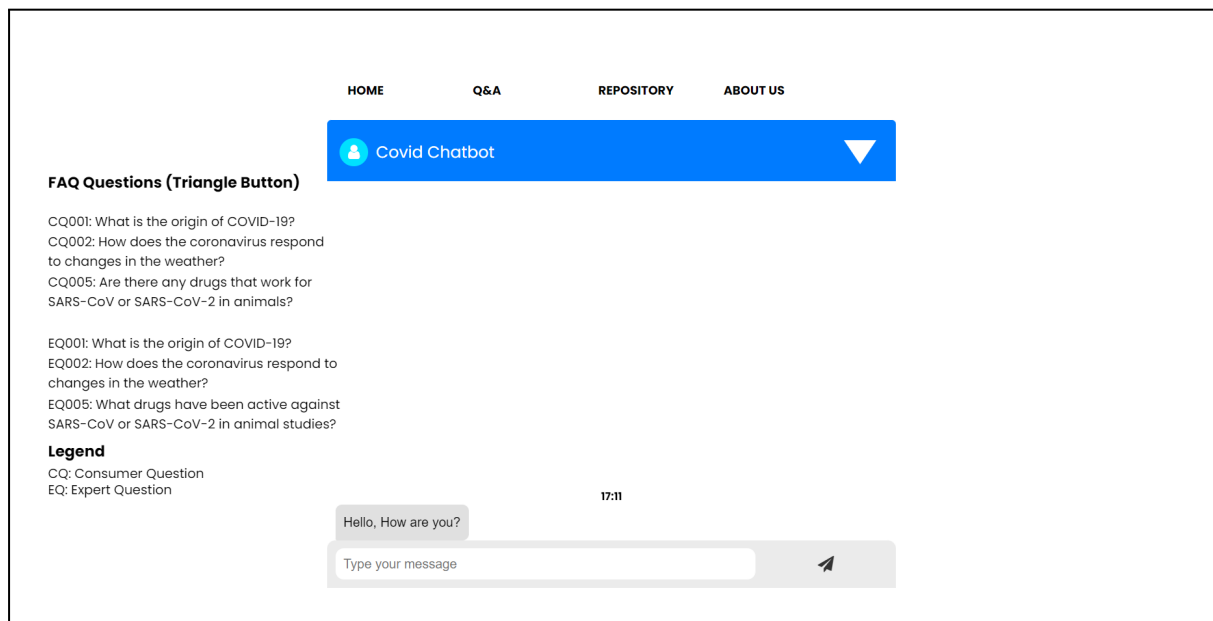 HOME Q&A REPOSITORY ABOUT US
Covid Chatbot
FAQ Questions (Triangle Button)
CQ001: What is the origin of COVID-19?
CQ002: How does the coronavirus respond
to changes in the weather?
CQ005: Are there any drugs that work for
SARS-CoV or SARS-CoV-2 in animals?
EQ001: What is the origin of COVID-19?
EQ002: How does the coronavirus respond to
changes in the weather?
EQ005: What drugs have been active against
SARS-CoV or SARS-CoV-2 in animal studies?
Legend
CQ: Consumer Question
EQ: Expert Question
17:11
Hello, How are you?
Type your message